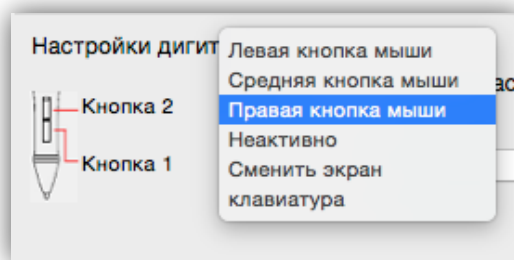 Настройки дигит
Левая кнопка мыши
Средняя кнопка мыши
Правая кнопка мыши
Неактивно
Сменить экран
клавиатура
Кнопка 2
Кнопка 1